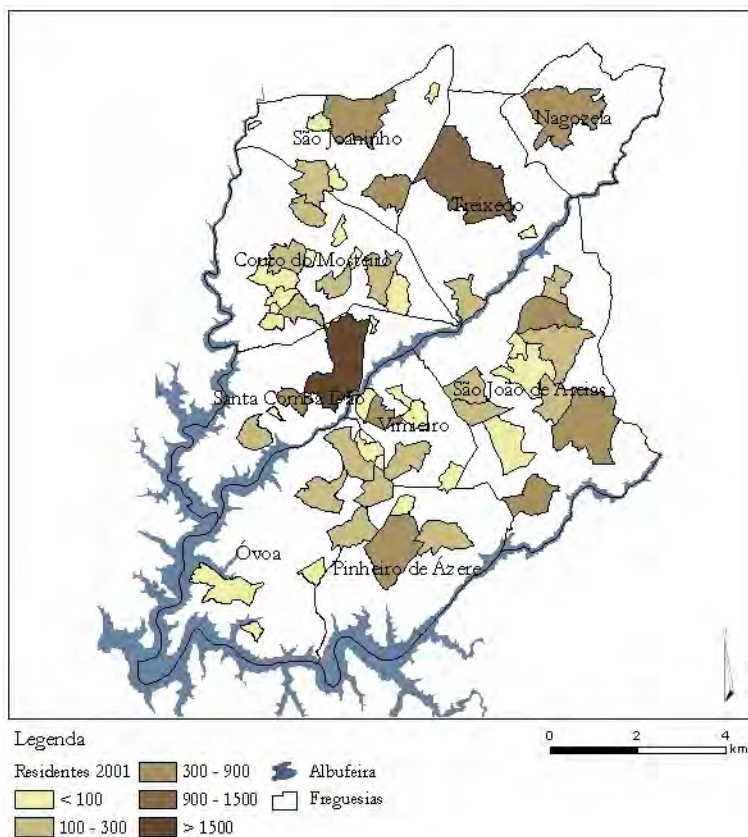 São Joaninho
Nagozela
Treixedo
Couto do Mosteiro
Santa Comba Dão
São João de Areias
Vimieiro
Óvoa
Pinheiro de Ázere
Legenda
Residentes 2001
< 100
100 - 300
300 - 900
900 - 1500
> 1500
Albufeira
Freguesias
0 2 4
km